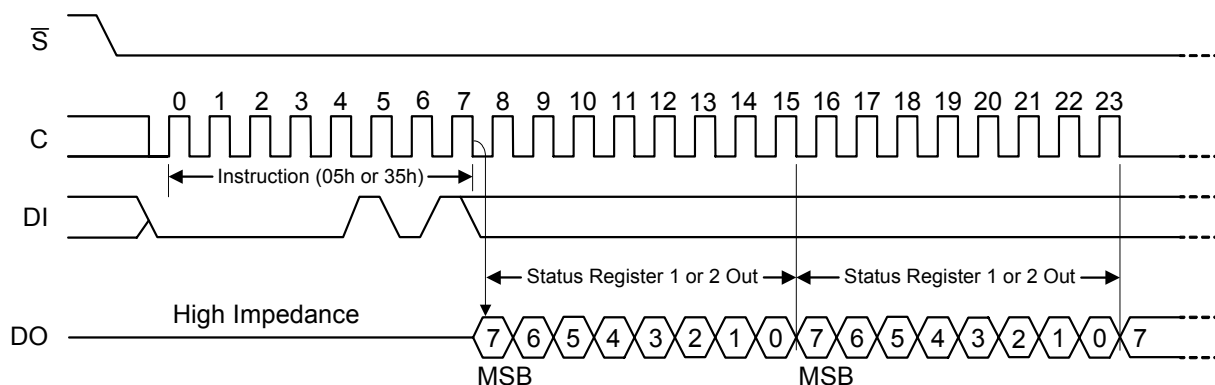 S
0 1 2 3 4 5 6 7 8 9 10 11 12 13 14 15 16 17 18 19 20 21 22 23
C
Instruction (05h or 35h)
DI
Status Register 1 or 2 Out Status Register 1 or 2 Out
High Impedance
DO 7 6 5 4 3 2 1 0 7 6 5 4 3 2 1 0 7
MSB MSB